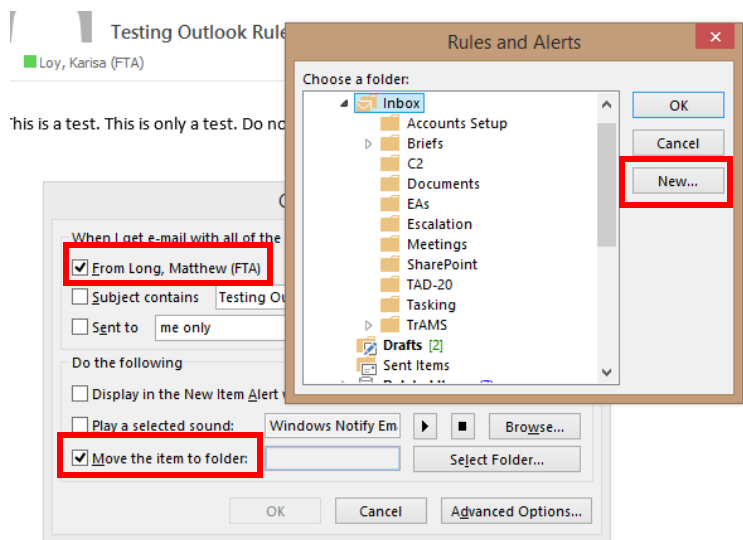 Testing Outlook Rule
Loy, Karisa (FTA)
This is a test. This is only a test. Do no
Rules and Alerts
Choose a folder:
Inbox
Accounts Setup
Briefs
C2
Documents
EAs
Escalation
Meetings
SharePoint
TAD-20
Tasking
TrAMS
Drafts [2]
Sent Items
OK
Cancel
New...
When I get e-mail with all of the
From Long, Matthew (FTA)
Subject contains Testing Ou
Sent to me only
Do the following
Display in the New Item Alert
Play a selected sound: Windows Notify Em Browse...
Move the item to folder: Select Folder...
OK Cancel Advanced Options...